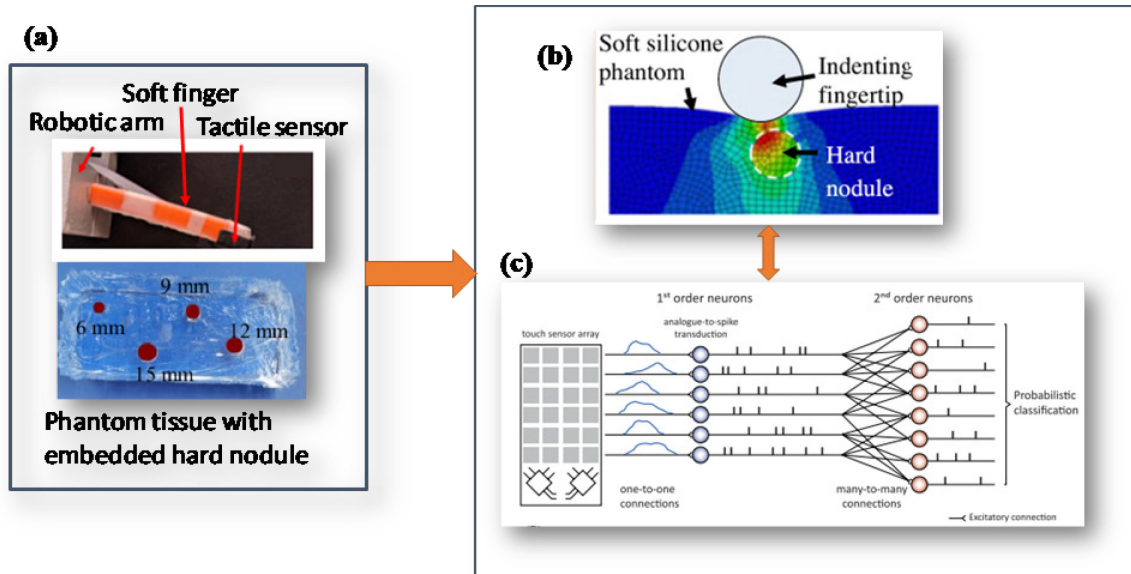 (a)
Soft finger
Robotic arm
Tactile sensor
9 mm
6 mm
12 mm
15 mm
Phantom tissue with
embedded hard nodule
(b)
Soft silicone
phantom
Indenting
fingertip
Hard
nodule
(c)
1st order neurons
2nd order neurons
analogue-to-spike
transduction
touch sensor array
Probabilistic
classification
one-to-one
connections
many-to-many
connections
Excitatory connection